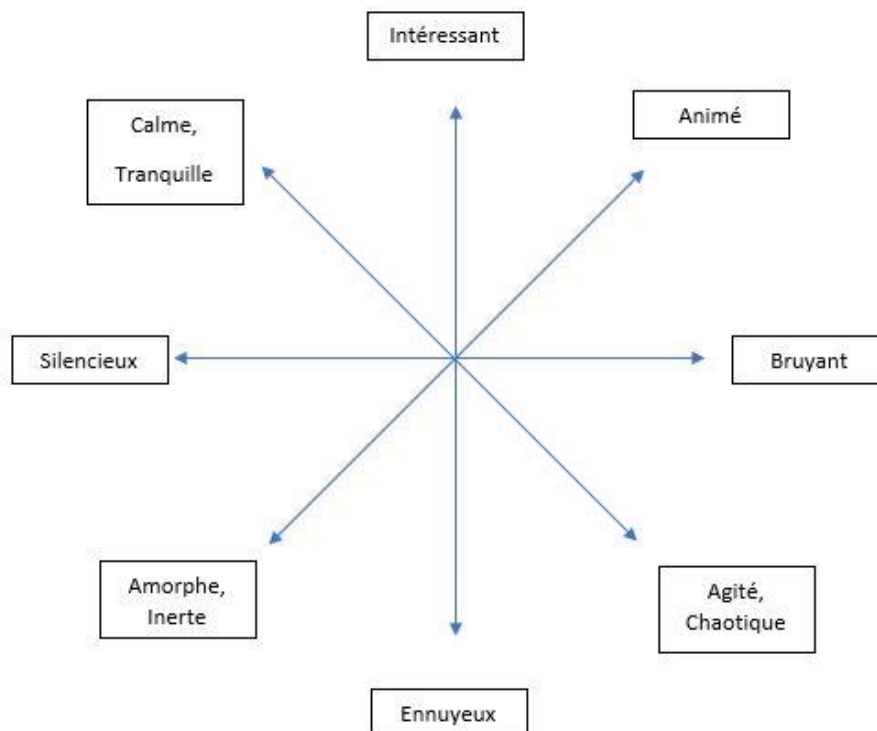 Intéressant
Animé
Calme,
Tranquille
Silencieux
Bruyant
Amorphe,
Inerte
Agité,
Chaotique
Ennuyeux